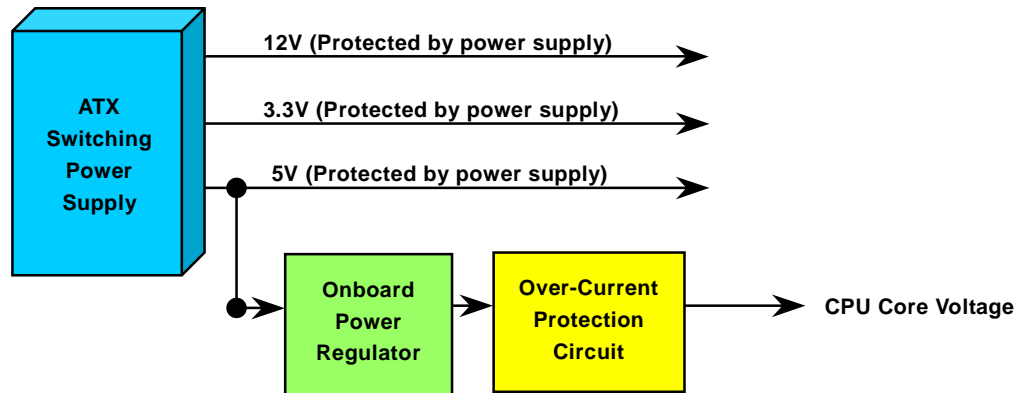 12V (Protected by power supply)
3.3V (Protected by power supply)
5V (Protected by power supply)
ATX
Switching
Power
Supply
Onboard
Power
Regulator
Over-Current
Protection
Circuit
CPU Core Voltage